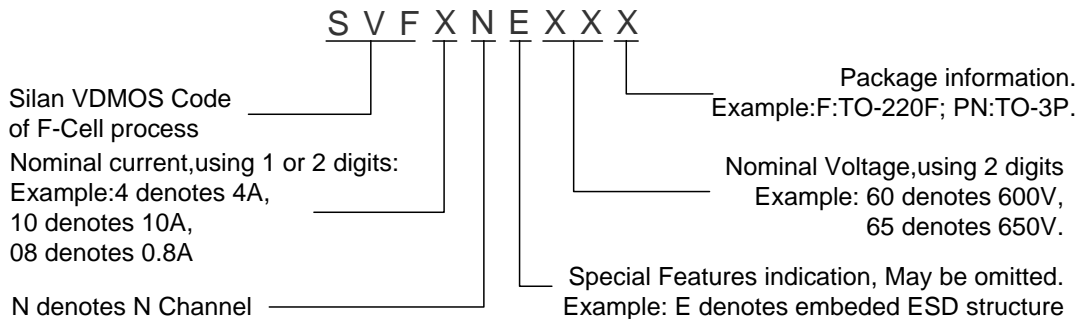 S V F X N E X X X
Silan VDMOS Code
of F-Cell process
Nominal current,using 1 or 2 digits:
Example:4 denotes 4A,
10 denotes 10A,
08 denotes 0.8A
N denotes N Channel
Package information.
Example:F:TO-220F; PN:TO-3P.
Nominal Voltage,using 2 digits
Example: 60 denotes 600V,
65 denotes 650V.
Special Features indication, May be omitted.
Example: E denotes embeded ESD structure